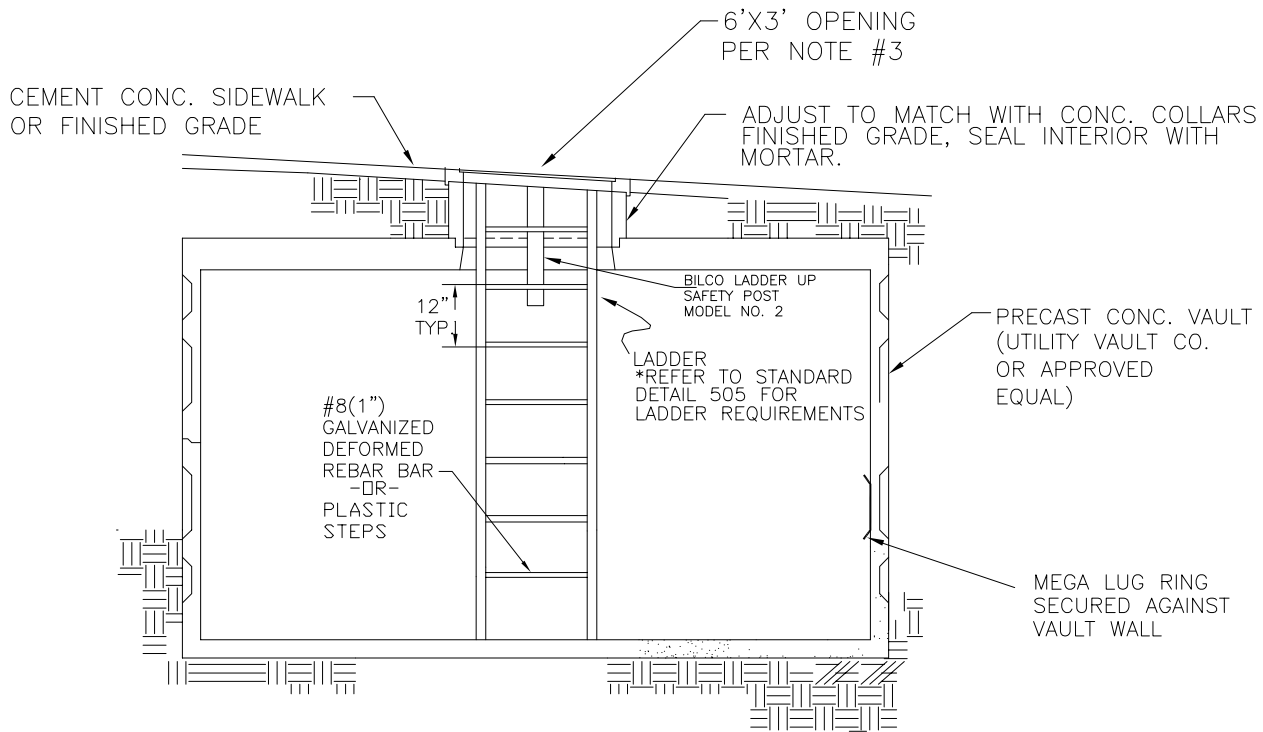 6'X3' OPENING
PER NOTE #3
CEMENT CONC. SIDEWALK
OR FINISHED GRADE
ADJUST TO MATCH WITH CONC. COLLARS
FINISHED GRADE, SEAL INTERIOR WITH
MORTAR.
BILCO LADDER UP
SAFETY POST
MODEL NO. 2
12"
TYP.
PRECAST CONC. VAULT
(UTILITY VAULT CO.
OR APPROVED
EQUAL)
LADDER
*REFER TO STANDARD
DETAIL 505 FOR
LADDER REQUIREMENTS
#8(1")
GALVANIZED
DEFORMED
REBAR BAR
-OR-
PLASTIC
STEPS
MEGA LUG RING
SECURED AGAINST
VAULT WALL